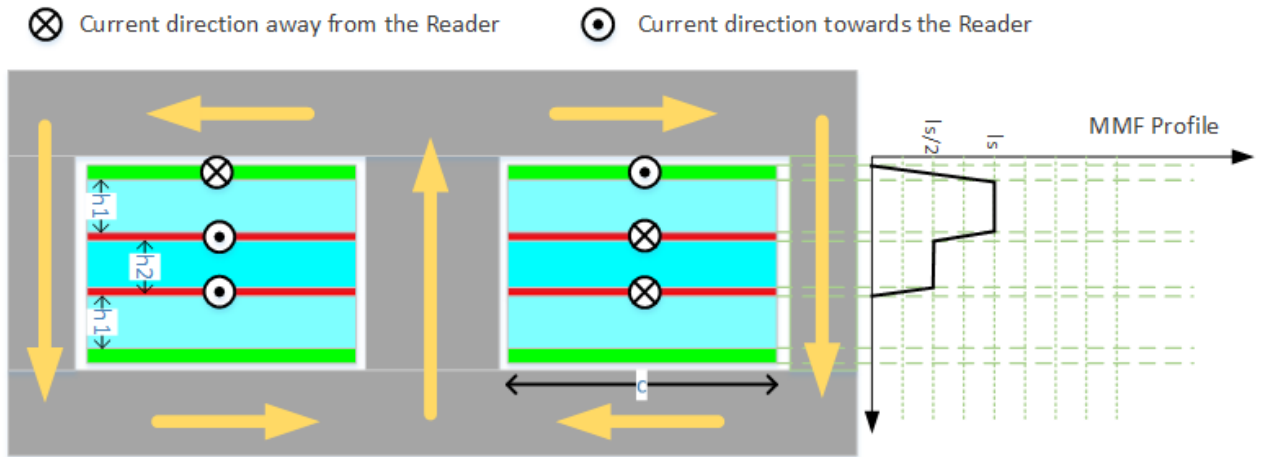 Current direction away from the Reader
Current direction towards the Reader
MMF Profile
Is/2
Is
h1
h2
h1
c